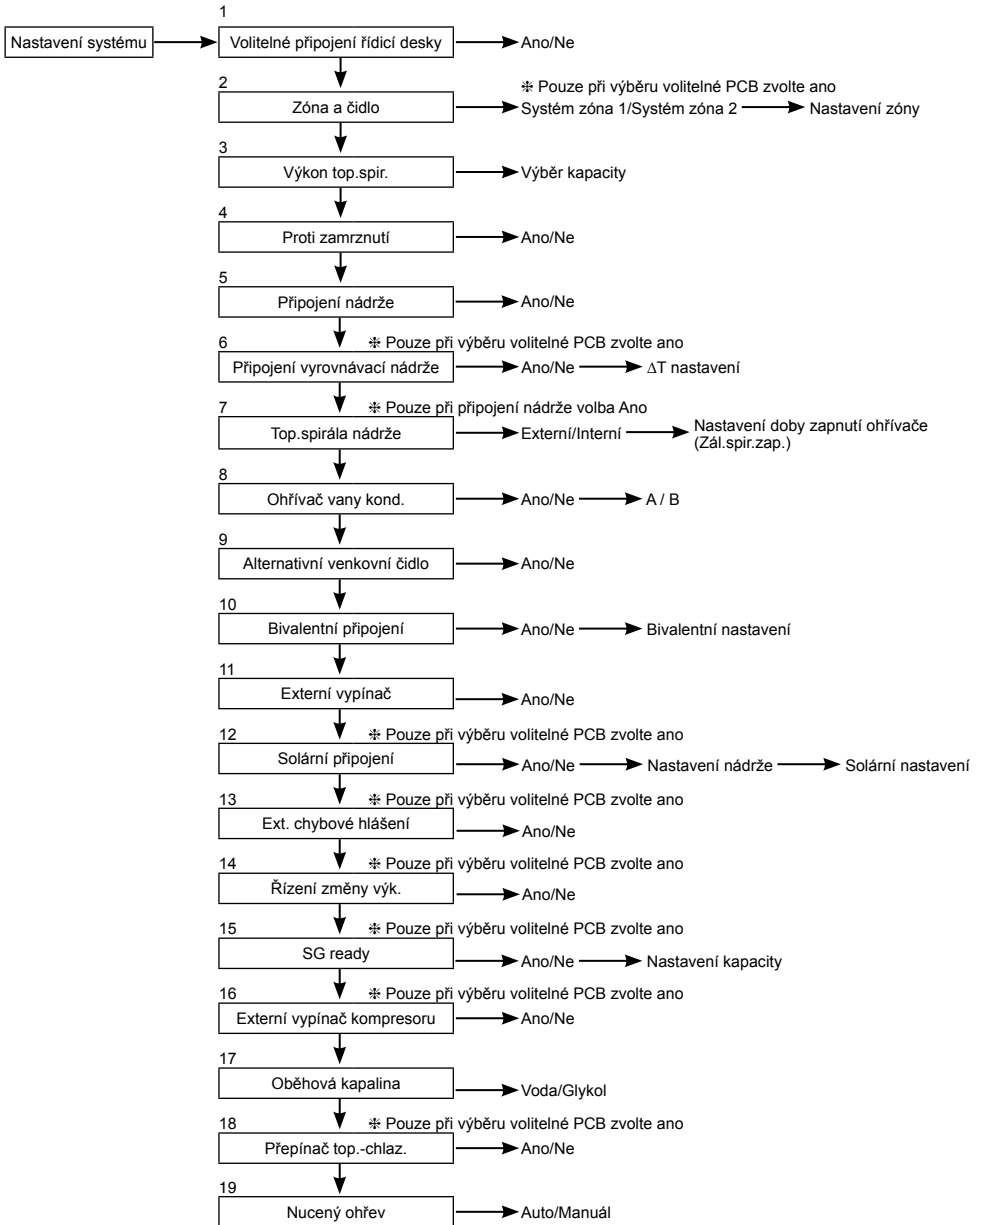 1
Nastavení systému
Volitelné připojení řídicí desky
Ano/Ne
2
❉ Pouze při výběru volitelné PCB zvolte ano
Zóna a čidlo
Systém zóna 1/Systém zóna 2
Nastavení zóny
3
Výkon top.spir.
Výběr kapacity
4
Proti zamrznutí
Ano/Ne
5
Připojení nádrže
Ano/Ne
6
❉ Pouze při výběru volitelné PCB zvolte ano
Připojení vyrovnávací nádrže
Ano/Ne
∆T nastavení
7
❉ Pouze při připojení nádrže volba Ano
Top.spirála nádrže
Externí/Interní
Nastavení doby zapnutí ohřívače
(Zál.spir.zap.)
8
Ohřívač vany kond.
Ano/Ne
A / B
9
Alternativní venkovní čidlo
Ano/Ne
10
Bivalentní připojení
Ano/Ne
Bivalentní nastavení
11
Externí vypínač
Ano/Ne
12
❉ Pouze při výběru volitelné PCB zvolte ano
Solární připojení
Ano/Ne
Nastavení nádrže
Solární nastavení
13
❉ Pouze při výběru volitelné PCB zvolte ano
Ext. chybové hlášení
Ano/Ne
14
❉ Pouze při výběru volitelné PCB zvolte ano
Řízení změny výk.
Ano/Ne
15
❉ Pouze při výběru volitelné PCB zvolte ano
SG ready
Ano/Ne
Nastavení kapacity
16
❉ Pouze při výběru volitelné PCB zvolte ano
Externí vypínač kompresoru
Ano/Ne
17
Oběhová kapalina
Voda/Glykol
18
❉ Pouze při výběru volitelné PCB zvolte ano
Přepínač top.-chlaz.
Ano/Ne
19
Nucený ohřev
Auto/Manuál